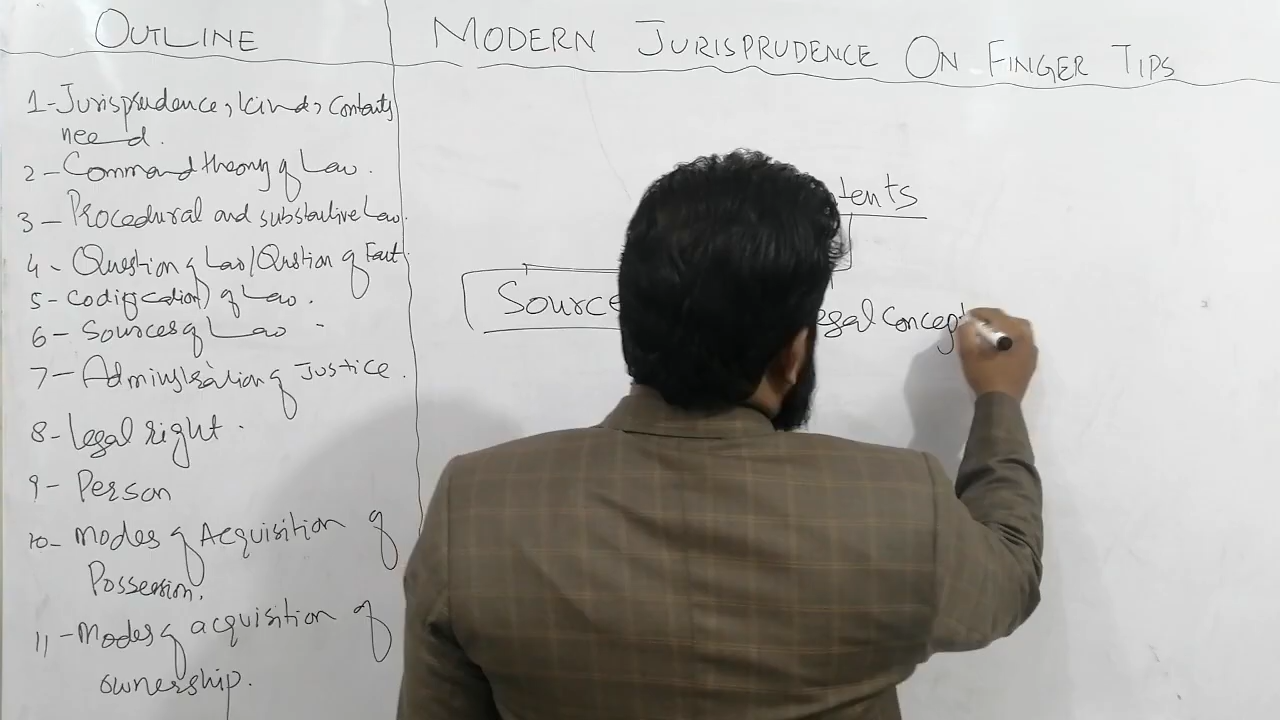 OUTLINE
MODERN JURISPRUDENCE ON FINGER TIPS
1-Jurisprudence, kinds, contents
need.
2- Command theory of Law.
3- Procedural and substantive Law.
4- Question of Law/Question of Fact.
5- Codification of Law.
6- Sources of Law
7- Administration of Justice.
8- Legal right.
9- Person
10- Modes of Acquisition of
Possession.
11- Modes of acquisition of
ownership.
tents
Source
egal Concept